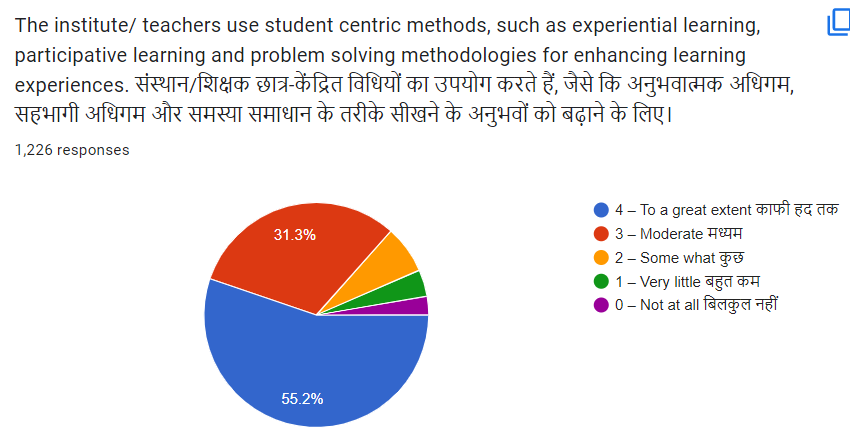 The institute/ teachers use student centric methods, such as experiential learning,
participative learning and problem solving methodologies for enhancing learning
experiences. संस्थान/शिक्षक छात्र-केंद्रित विधियों का उपयोग करते हैं, जैसे कि अनुभवात्मक अधिगम,
सहभागी अधिगम और समस्या समाधान के तरीके सीखने के अनुभवों को बढ़ाने के लिए।
1,226 responses
31.3%
55.2%
4 – To a great extent काफी हद तक
3 – Moderate मध्यम
2 – Some what कुछ
1 – Very little बहुत कम
0 – Not at all बिलकुल नहीं